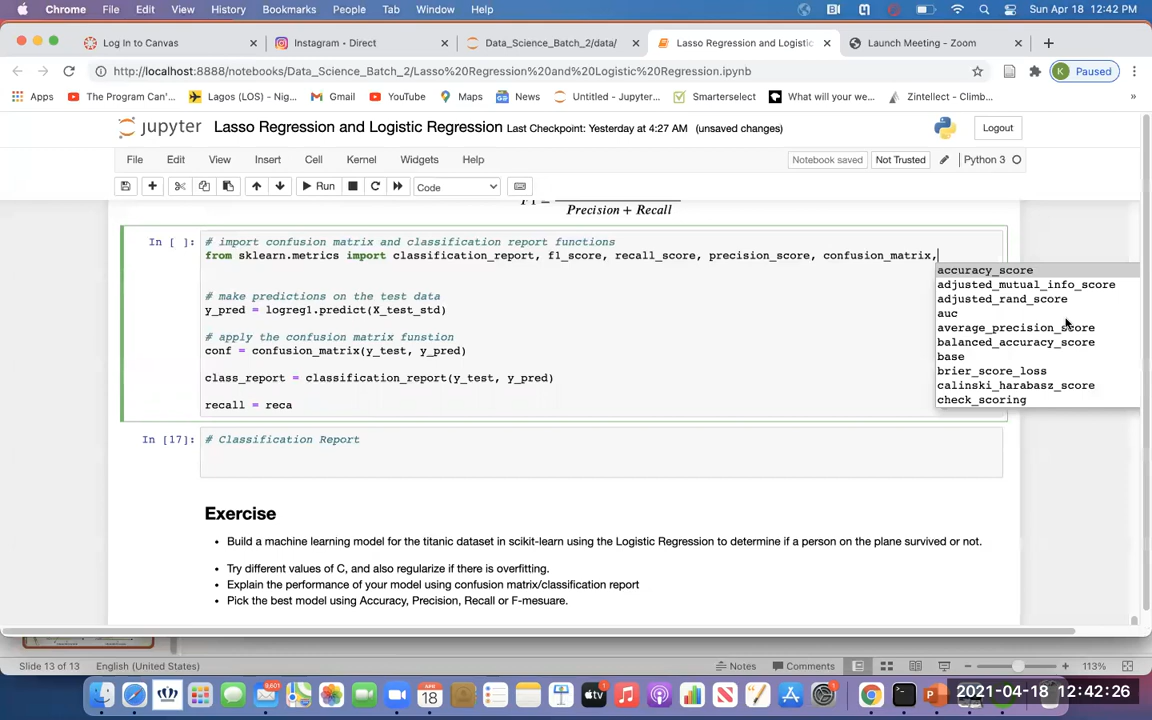 Chrome File Edit View History Bookmarks People Tab Window Help Sun Apr 18 12:42 PM
Log In to Canvas
Instagram • Direct
Data_Science_Batch_2/data/
Lasso Regression and Logistic
Launch Meeting - Zoom
http://localhost:8888/notebooks/Data_Science_Batch_2/Lasso%20Regression%20and%20Logistic%20Regression.ipynb
K Paused
Apps The Program Can'... Lagos (LOS) - Nig... Gmail YouTube Maps News Untitled - Jupyter... Smarterselect What will your we... Zintellect - Climb... »
jupyter Lasso Regression and Logistic Regression Last Checkpoint: Yesterday at 4:27 AM (unsaved changes) Logout
File Edit View Insert Cell Kernel Widgets Help Notebook saved Not Trusted Python 3
Run Code
Precision + Recall
In [ ]: # import confusion matrix and classification report functions
from sklearn.metrics import classification_report, f1_score, recall_score, precision_score, confusion_matrix,
accuracy_score
adjusted_mutual_info_score
adjusted_rand_score
auc
average_precision_score
balanced_accuracy_score
base
brier_score_loss
calinski_harabasz_score
check_scoring
# make predictions on the test data
y_pred = logreg1.predict(X_test_std)
# apply the confusion matrix funstion
conf = confusion_matrix(y_test, y_pred)
class_report = classification_report(y_test, y_pred)
recall = reca
In [17]: # Classification Report
Exercise
• Build a machine learning model for the titanic dataset in scikit-learn using the Logistic Regression to determine if a person on the plane survived or not.
• Try different values of C, and also regularize if there is overfitting.
• Explain the performance of your model using confusion matrix/classification report
• Pick the best model using Accuracy, Precision, Recall or F-mesuare.
Slide 13 of 13 English (United States) Notes Comments 113%
2021-04-18 12:42:26